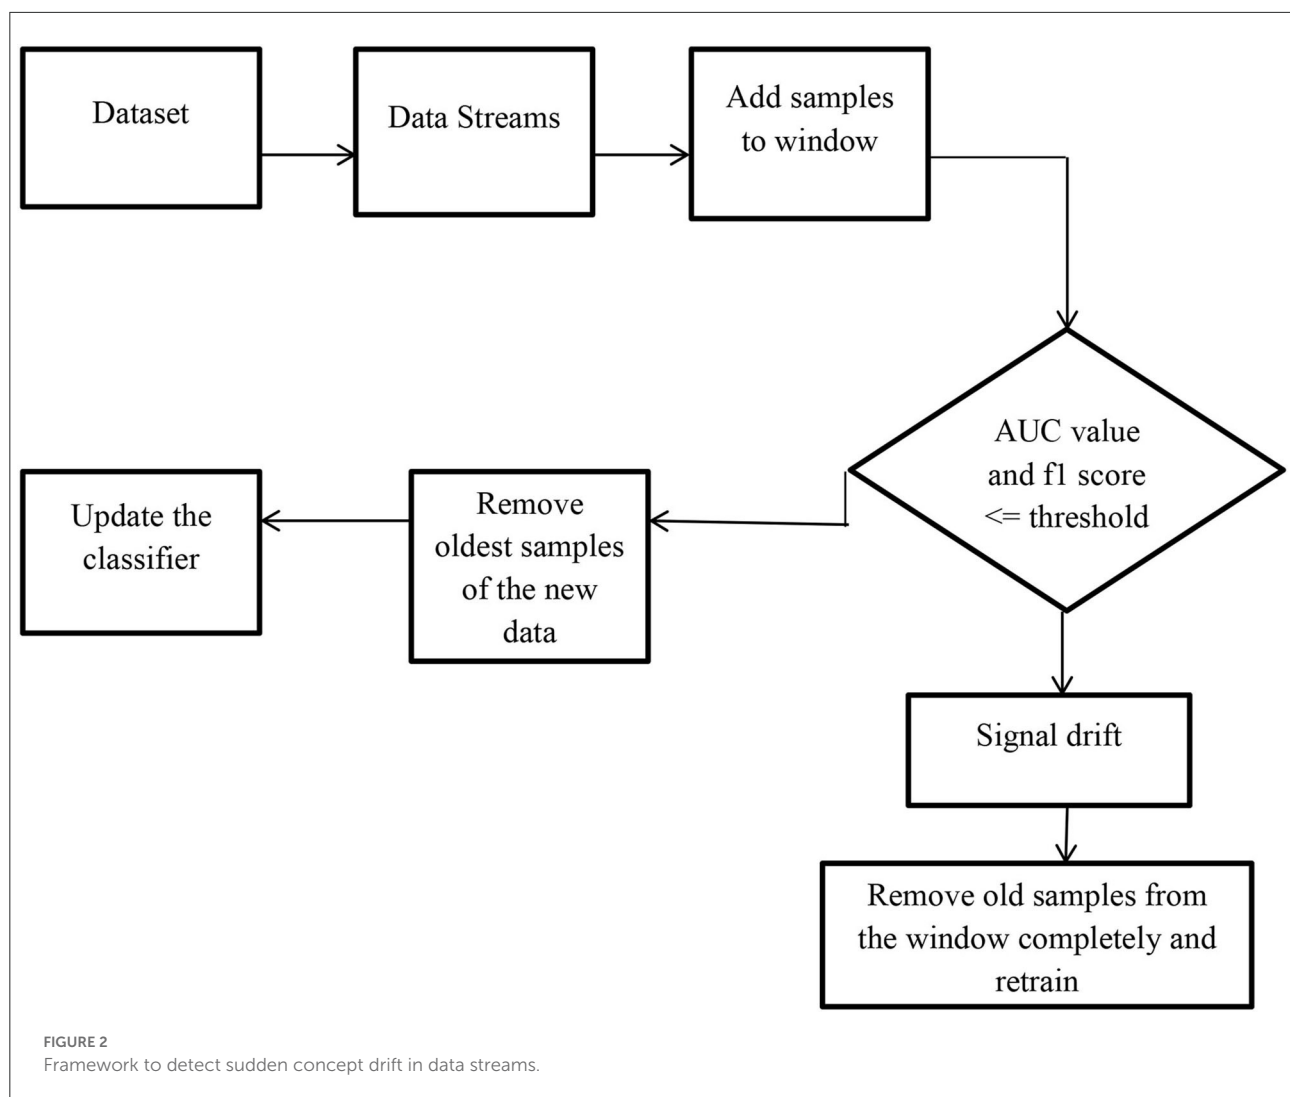 Dataset
Data Streams
Add samples
to window
AUC value
and f1 score
<= threshold
Update the
classifier
Remove
oldest samples
of the new
data
Signal drift
Remove old samples from
the window completely and
retrain
FIGURE 2
Framework to detect sudden concept drift in data streams.